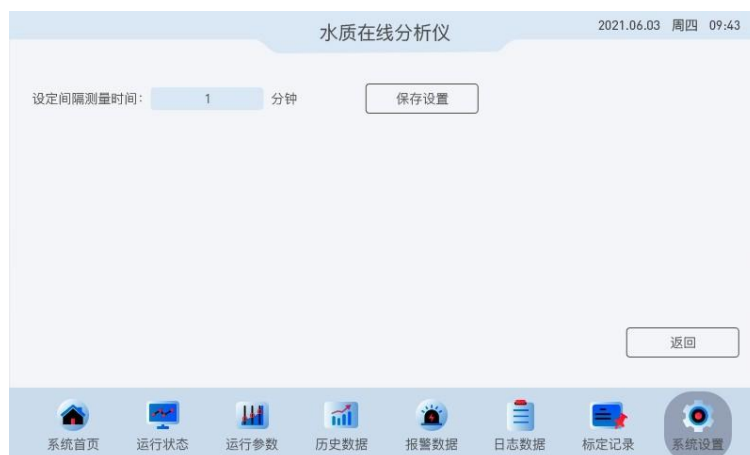 水质在线分析仪
2021.06.03 周四 09:43
设定间隔测量时间: 1 分钟 保存设置
返回
系统首页 运行状态 运行参数 历史数据 报警数据 日志数据 标定记录 系统设置